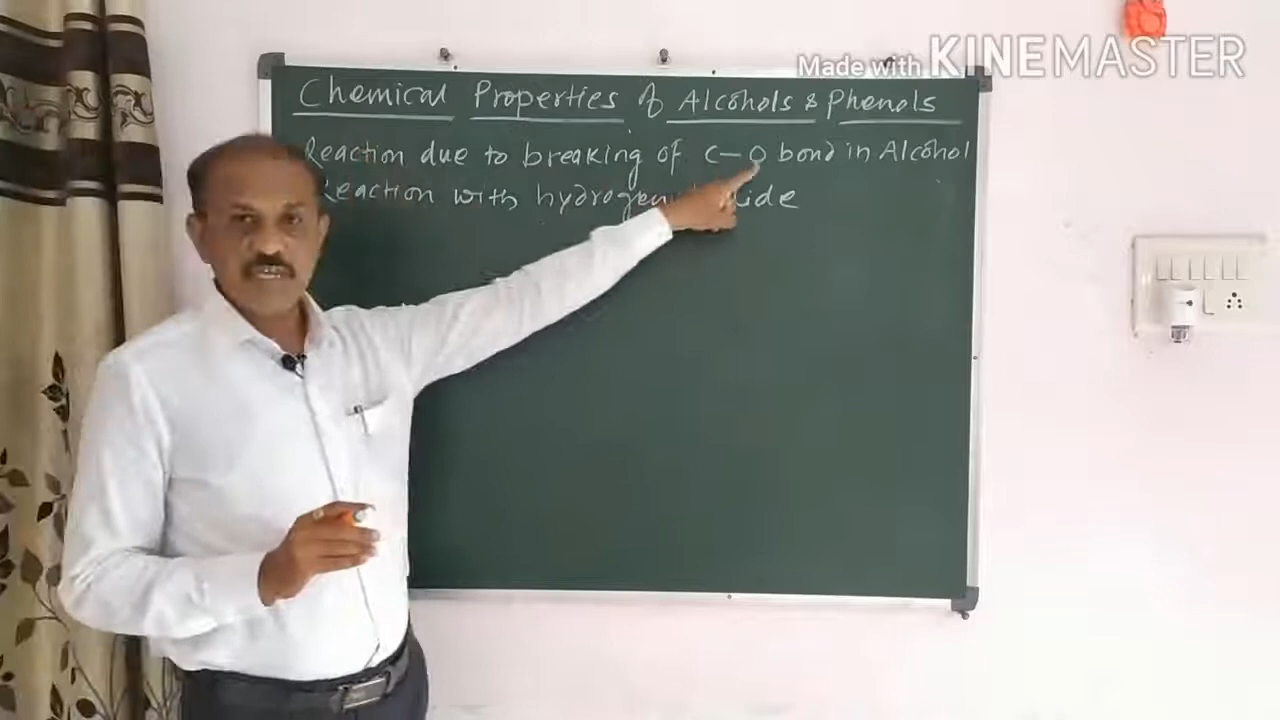 Made with KINEMASTER
Chemical Properties of Alcohols & Phenols
Reaction due to breaking of C-O bond in Alcohol
Reaction with hydrogen